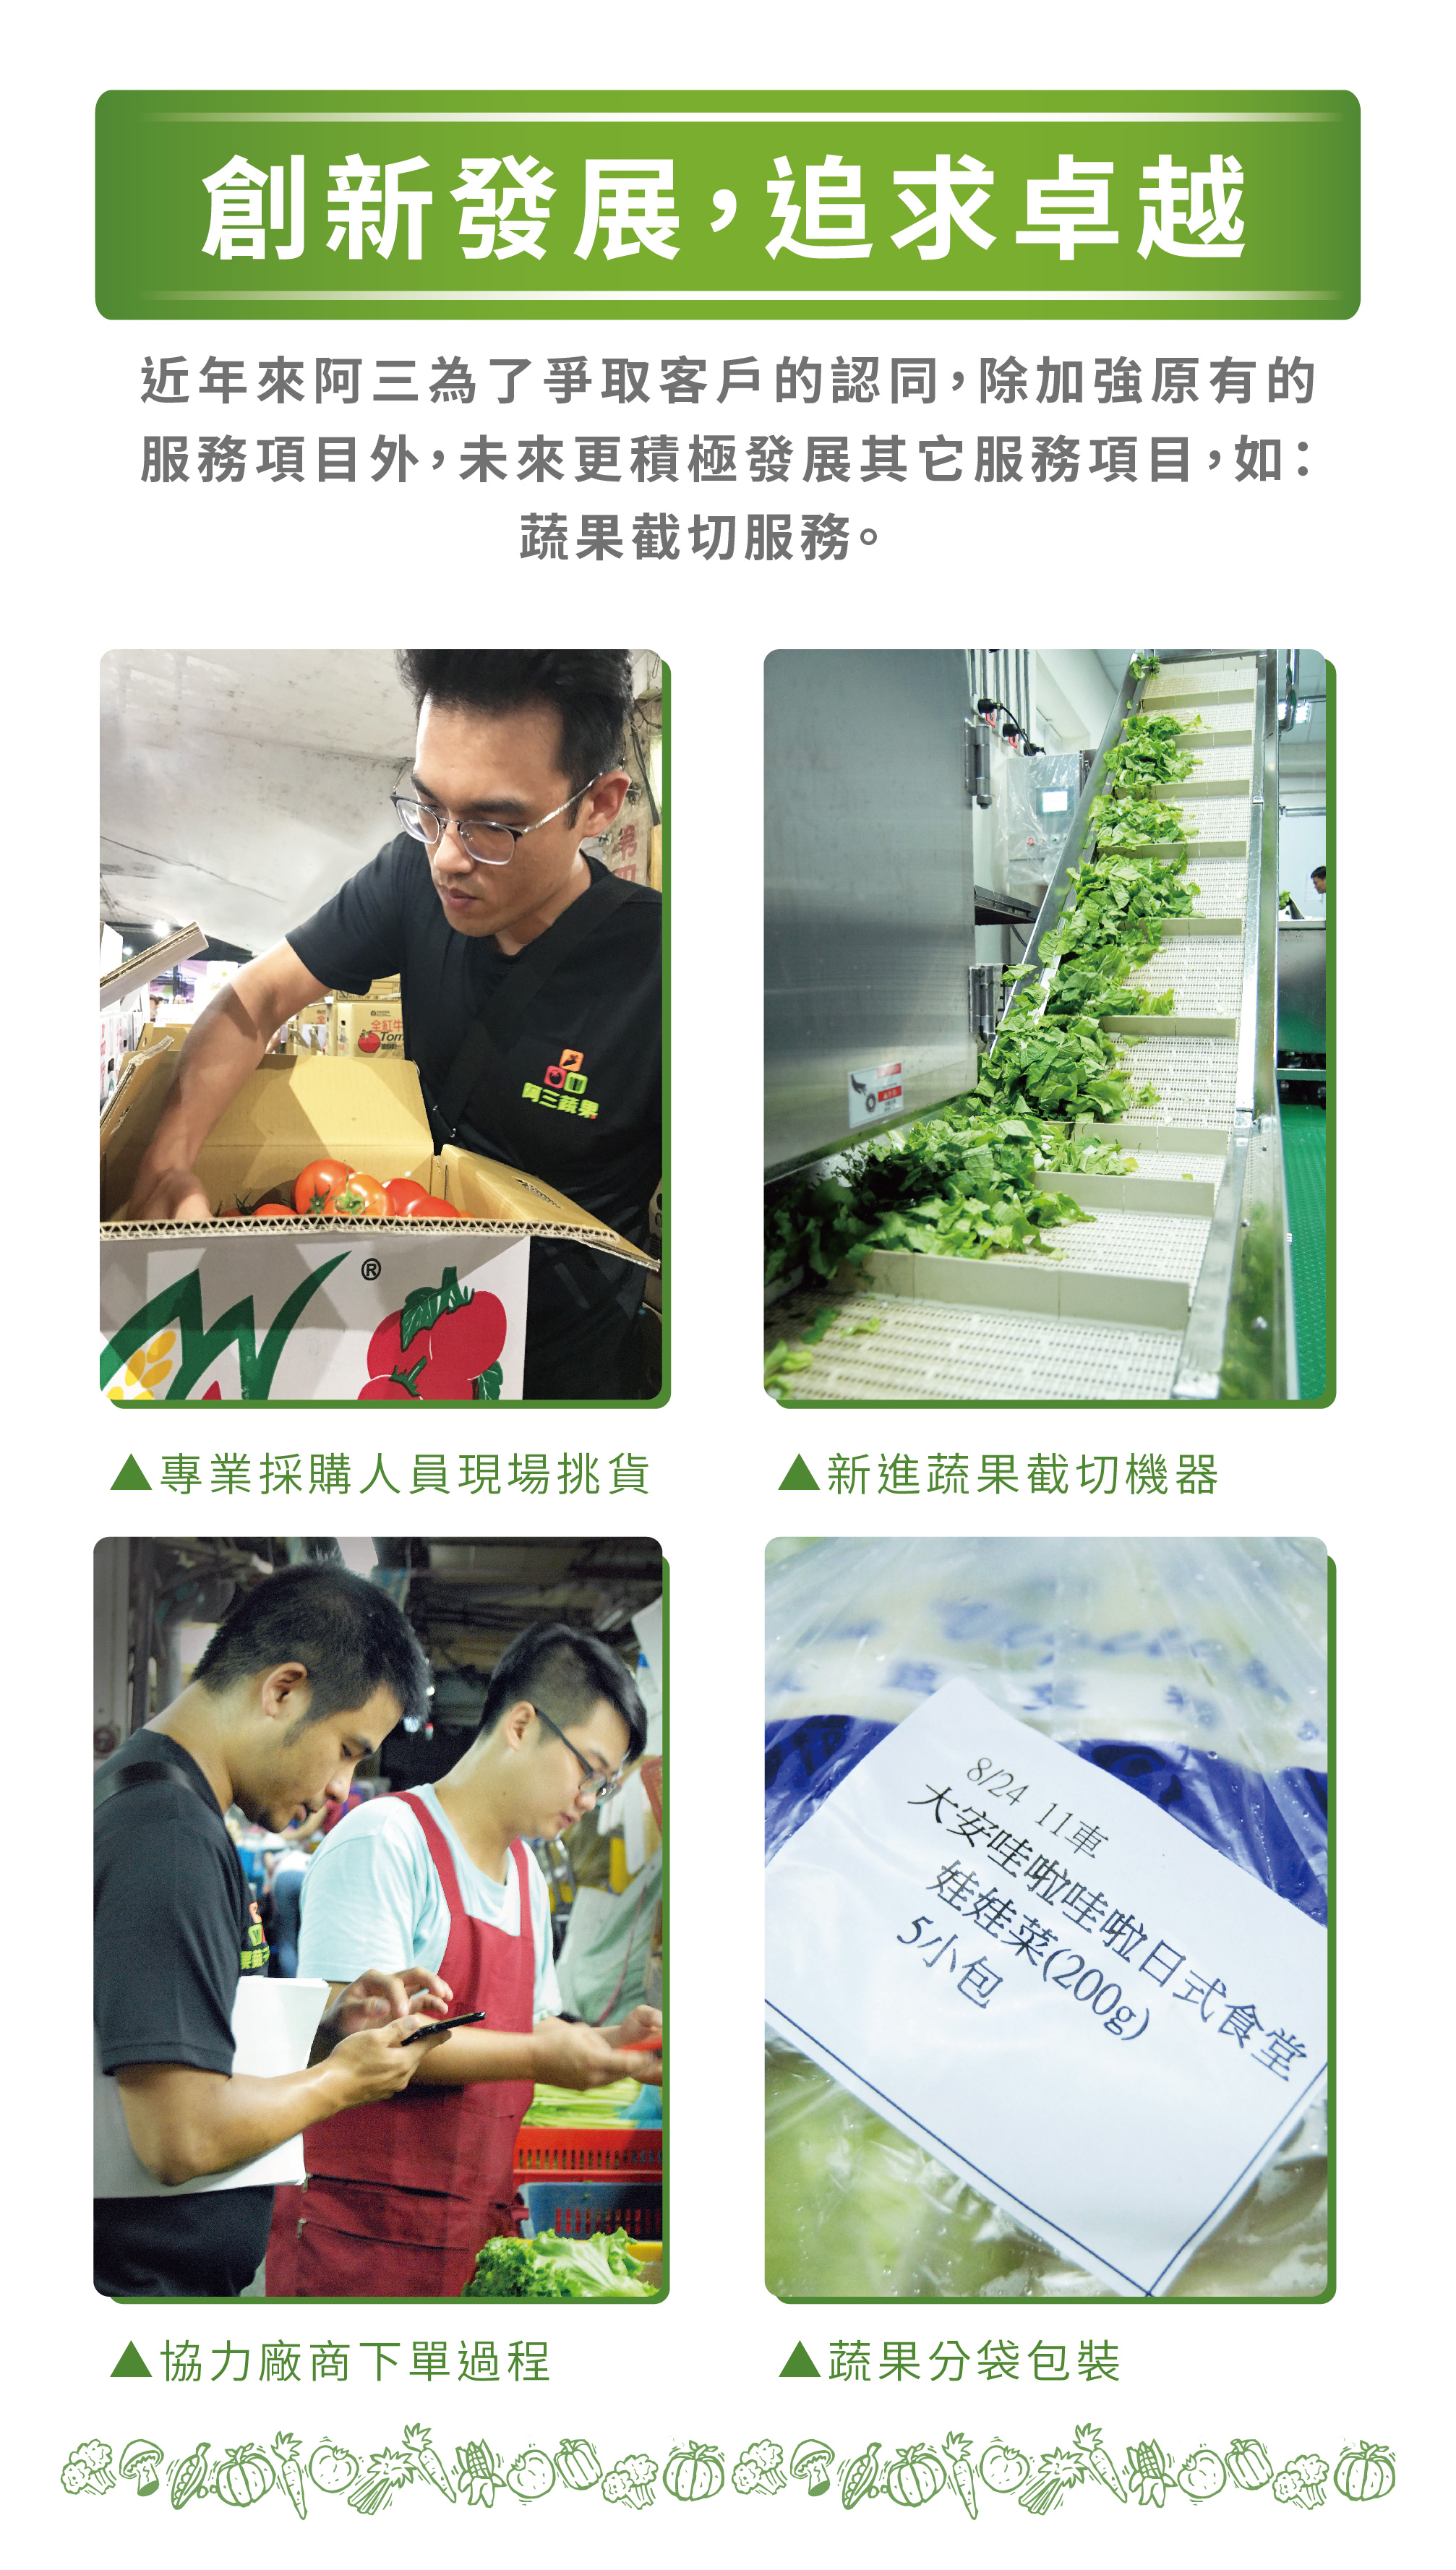 創新發展，追求卓越
近年來阿三為了爭取客戶的認同，除加強原有的
服務項目外，未來更積極發展其它服務項目，如：
蔬果截切服務。
阿三蔬果
®
▲專業採購人員現場挑貨
▲新進蔬果截切機器
8/24 11車
大安哇啦哇啦日式食堂
娃娃菜(200g)
5小包
▲協力廠商下單過程
▲蔬果分袋包裝